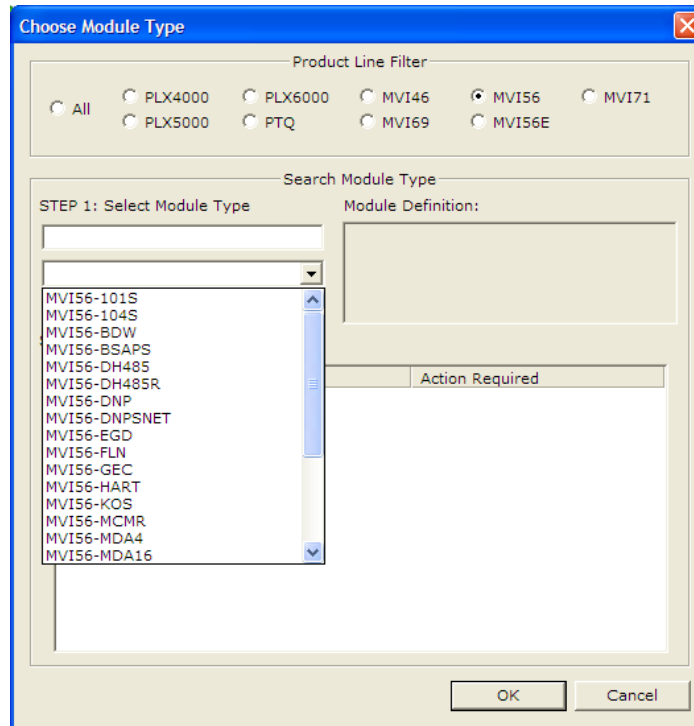 Choose Module Type
Product Line Filter
All
PLX4000
PLX6000
MVI46
MVI56
MVI71
PLX5000
PTQ
MVI69
MVI56E
Search Module Type
STEP 1: Select Module Type
Module Definition:
MVI56-101S
MVI56-104S
MVI56-BDW
MVI56-BSAPS
MVI56-DH485
MVI56-DH485R
MVI56-DNP
MVI56-DNPSNET
MVI56-EGD
MVI56-FLN
MVI56-GEC
MVI56-HART
MVI56-KOS
MVI56-MCMR
MVI56-MDA4
MVI56-MDA16
Action Required
OK
Cancel